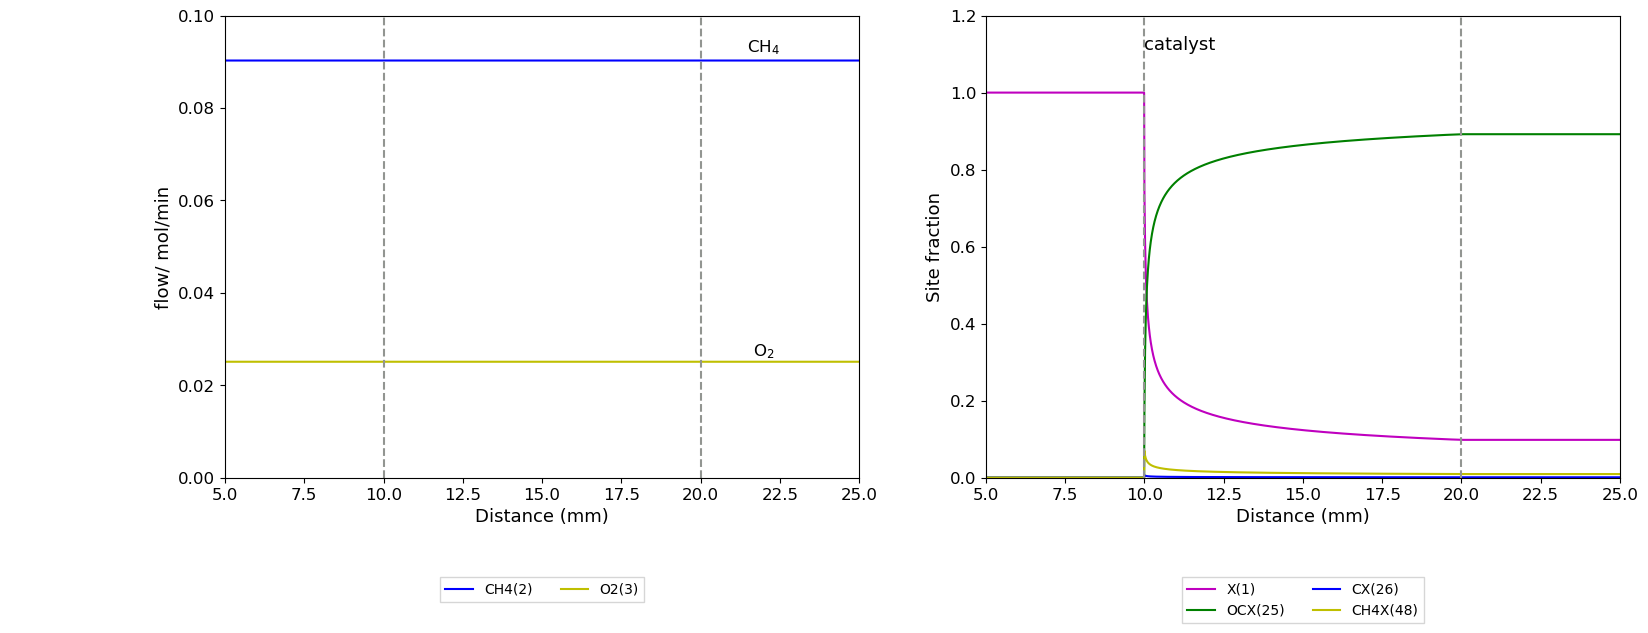 0.10
0.08
0.06
0.04
0.02
0.00
flow/ mol/min
CH4
O2
5.0 7.5 10.0 12.5 15.0 17.5 20.0 22.5 25.0
Distance (mm)
CH4(2) O2(3)
1.2
1.0
0.8
0.6
0.4
0.2
0.0
Site fraction
catalyst
5.0 7.5 10.0 12.5 15.0 17.5 20.0 22.5 25.0
Distance (mm)
X(1) CX(26)
OCX(25) CH4X(48)